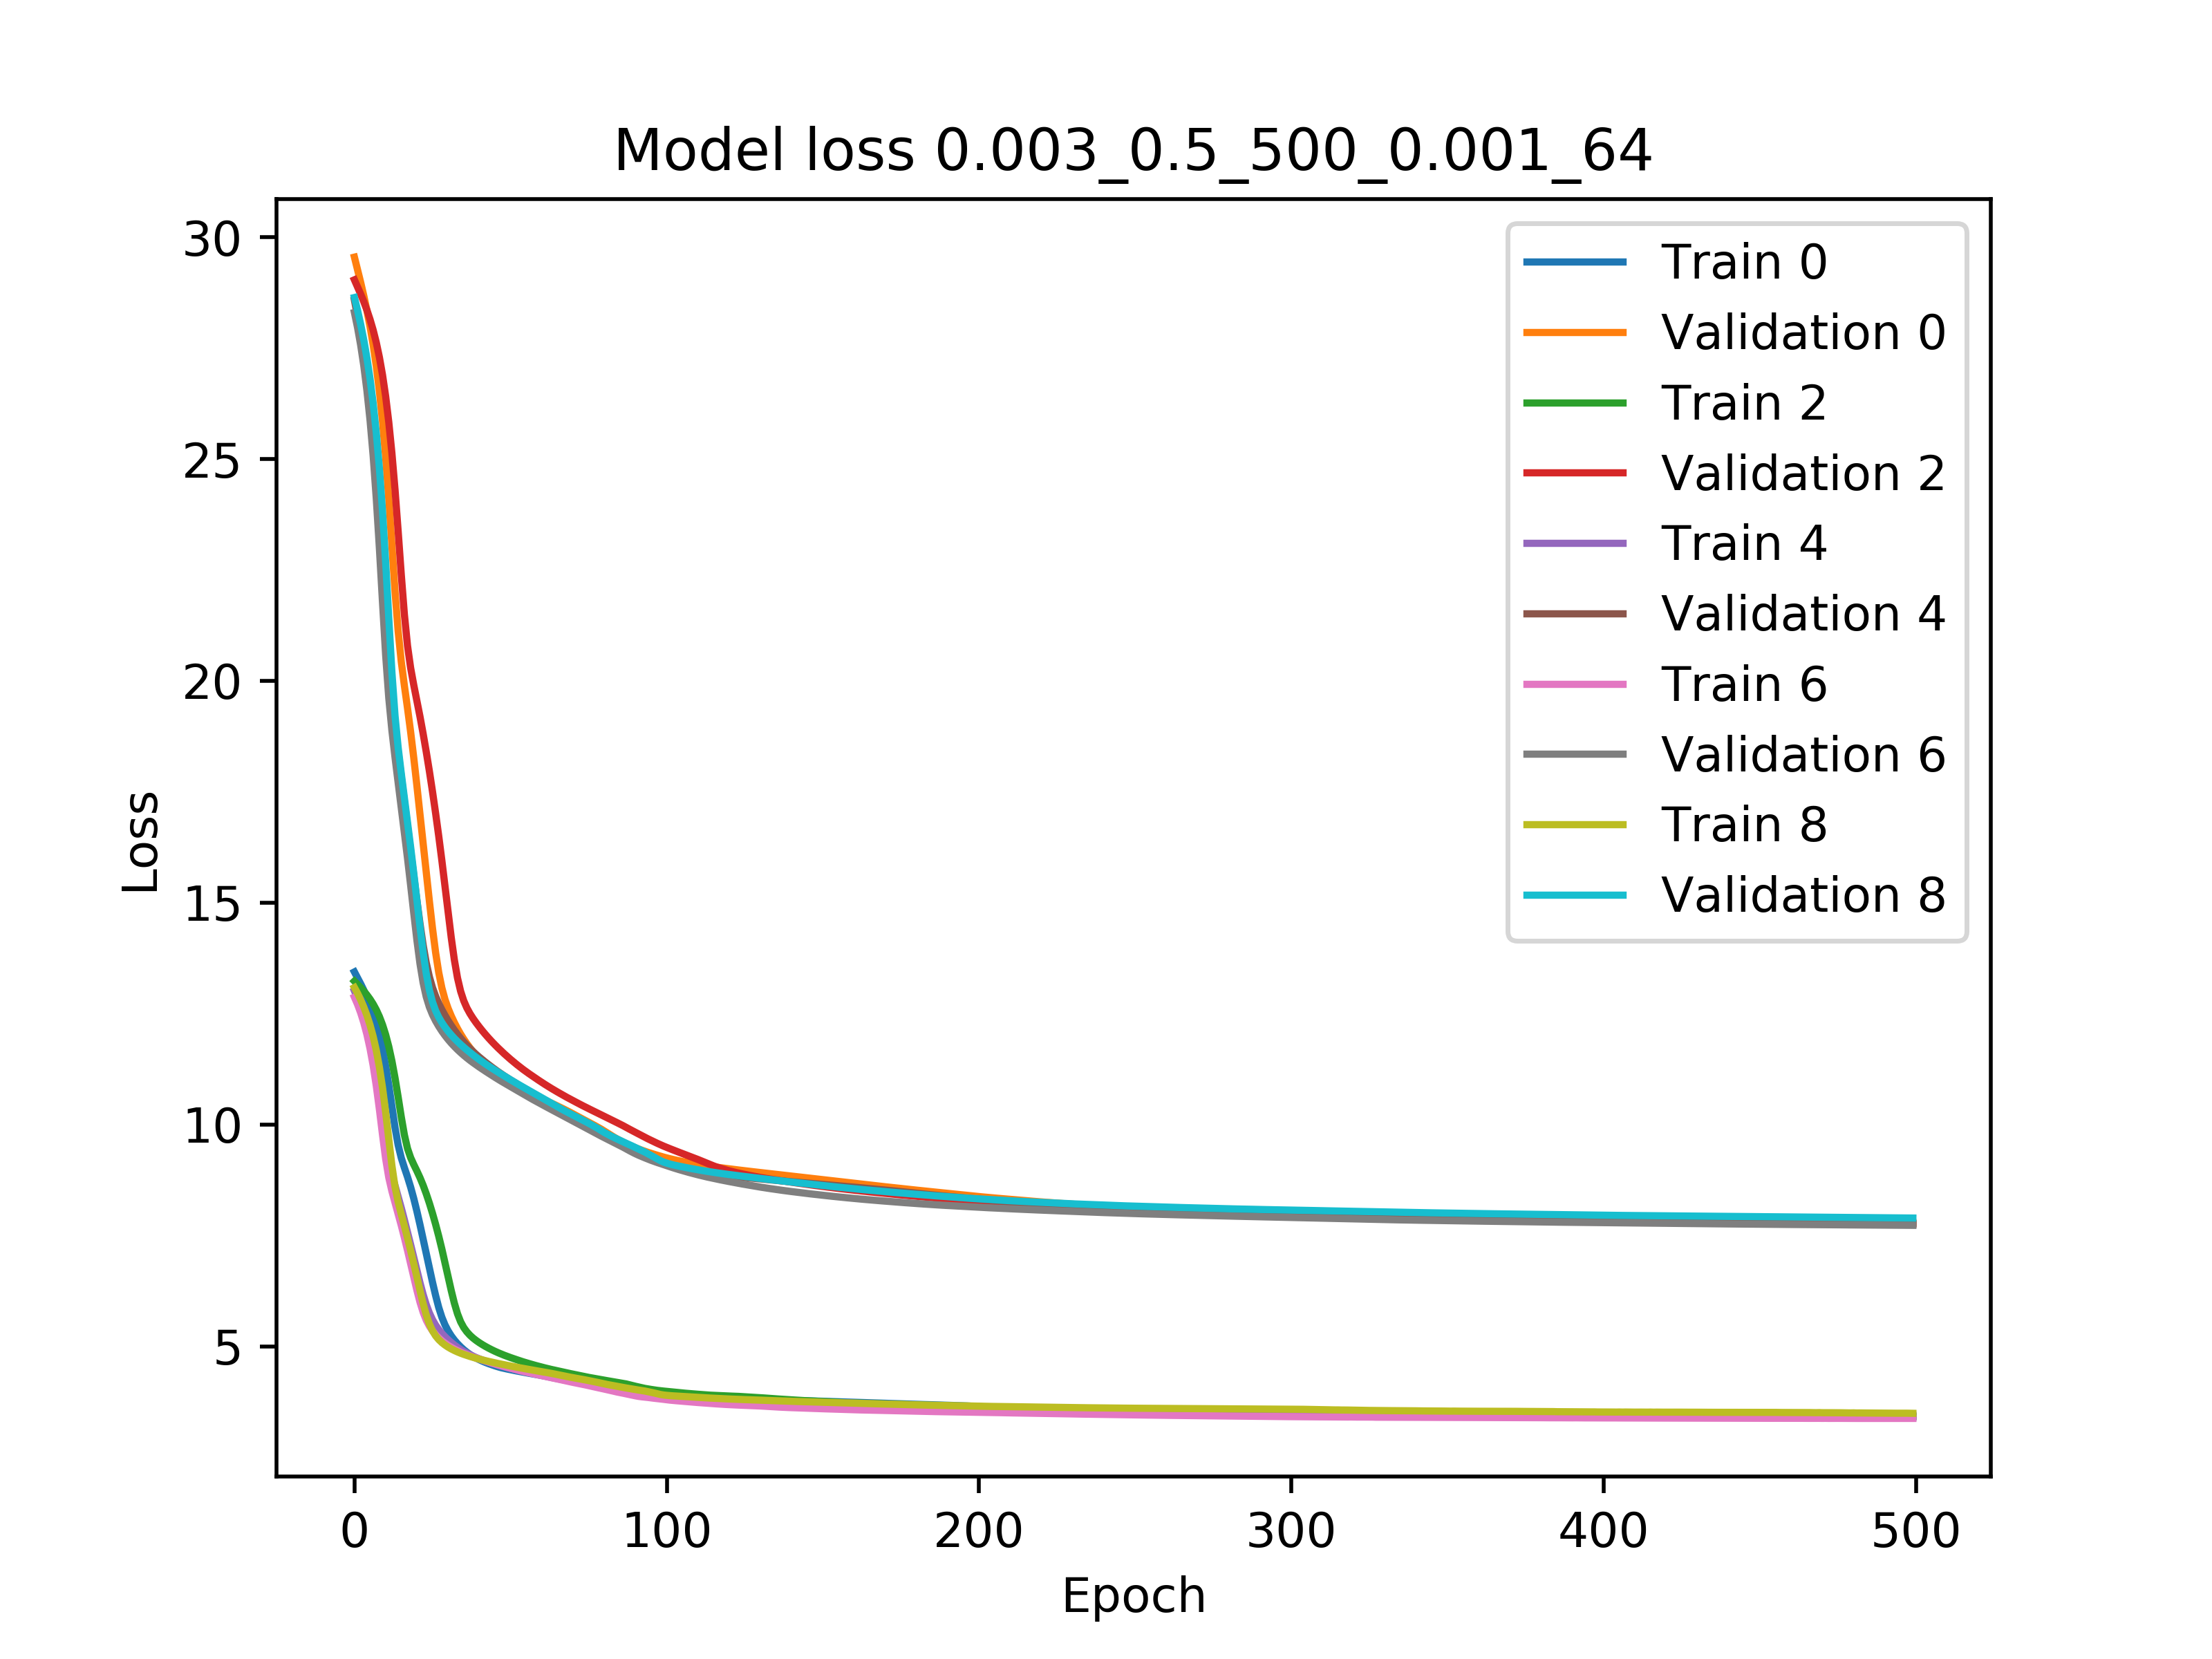 Model loss 0.003_0.5_500_0.001_64
30
25
20
15
10
5
Loss
Train 0
Validation 0
Train 2
Validation 2
Train 4
Validation 4
Train 6
Validation 6
Train 8
Validation 8
0 100 200 300 400 500
Epoch